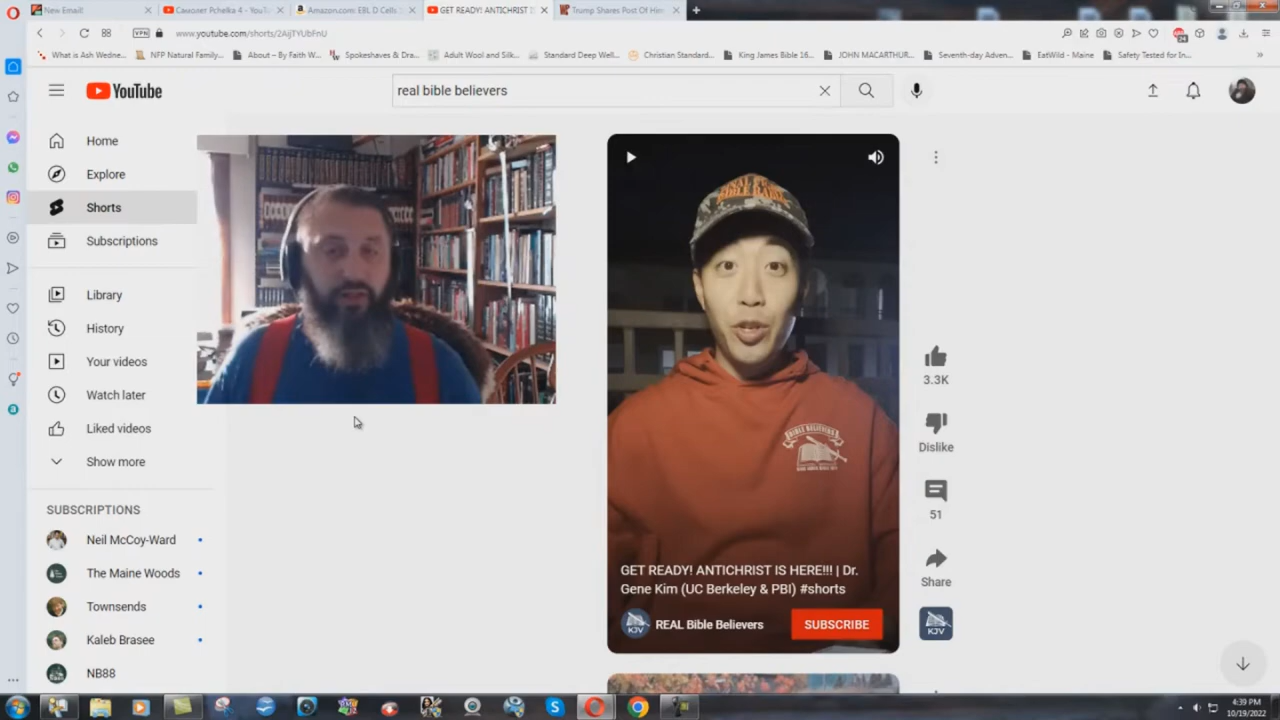 New Email!
Самолет Pchelka 4 - YouTu
Amazon.com: EBL D Cells
GET READY! ANTICHRIST IS
Trump Shares Post Of Him
VPN
www.youtube.com/shorts/2AijTYUbFnU
What is Ash Wedne...
NFP Natural Family...
About – By Faith W...
Spokeshaves & Dra...
Adult Wool and Silk...
Standard Deep Well...
Christian Standard...
King James Bible 16...
JOHN MACARTHUR...
Seventh-day Adven...
EatWild - Maine
Safety Tested for In...
YouTube
real bible believers
Home
Explore
Shorts
Subscriptions
Library
History
Your videos
Watch later
Liked videos
Show more
SUBSCRIPTIONS
Neil McCoy-Ward
The Maine Woods
Townsends
Kaleb Brasee
NB88
BIBLE BELIEVERS
GET READY! ANTICHRIST IS HERE!!! | Dr.
Gene Kim (UC Berkeley & PBI) #shorts
KJV
REAL Bible Believers
SUBSCRIBE
3.3K
Dislike
51
Share
KJV
4:39 PM
10/19/2022